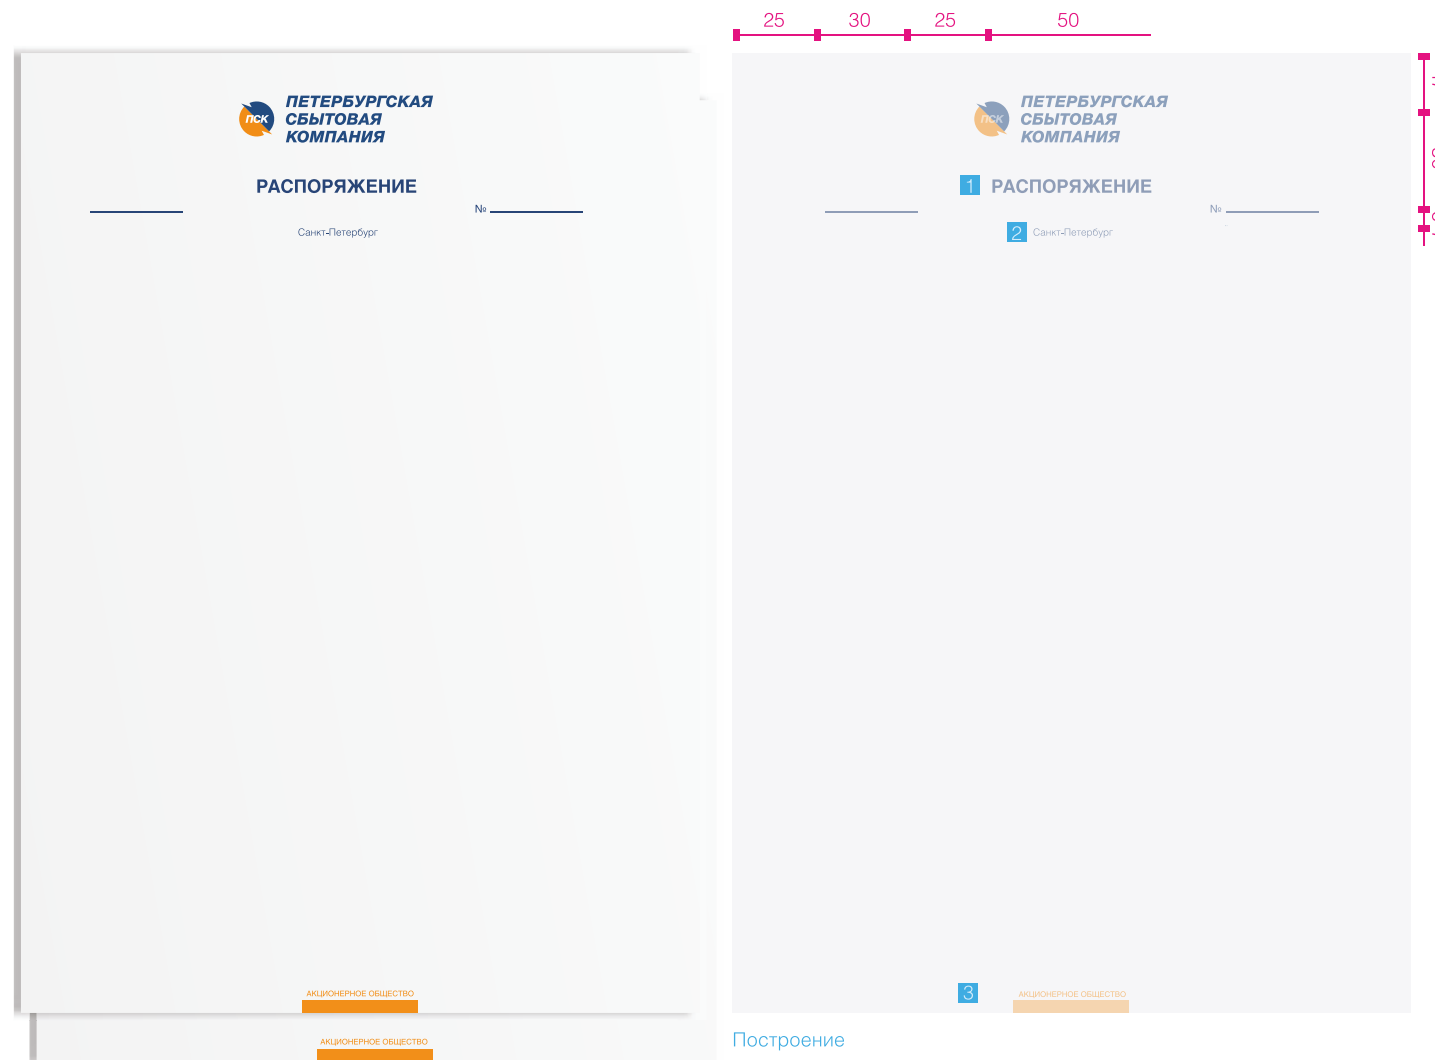 25 30 25 50
ПСК
ПЕТЕРБУРГСКАЯ
СБЫТОВАЯ
КОМПАНИЯ
РАСПОРЯЖЕНИЕ
№
Санкт-Петербург
АКЦИОНЕРНОЕ ОБЩЕСТВО
АКЦИОНЕРНОЕ ОБЩЕСТВО
ПСК
ПЕТЕРБУРГСКАЯ
СБЫТОВАЯ
КОМПАНИЯ
1 РАСПОРЯЖЕНИЕ
№
2 Санкт-Петербург
3 АКЦИОНЕРНОЕ ОБЩЕСТВО
Построение